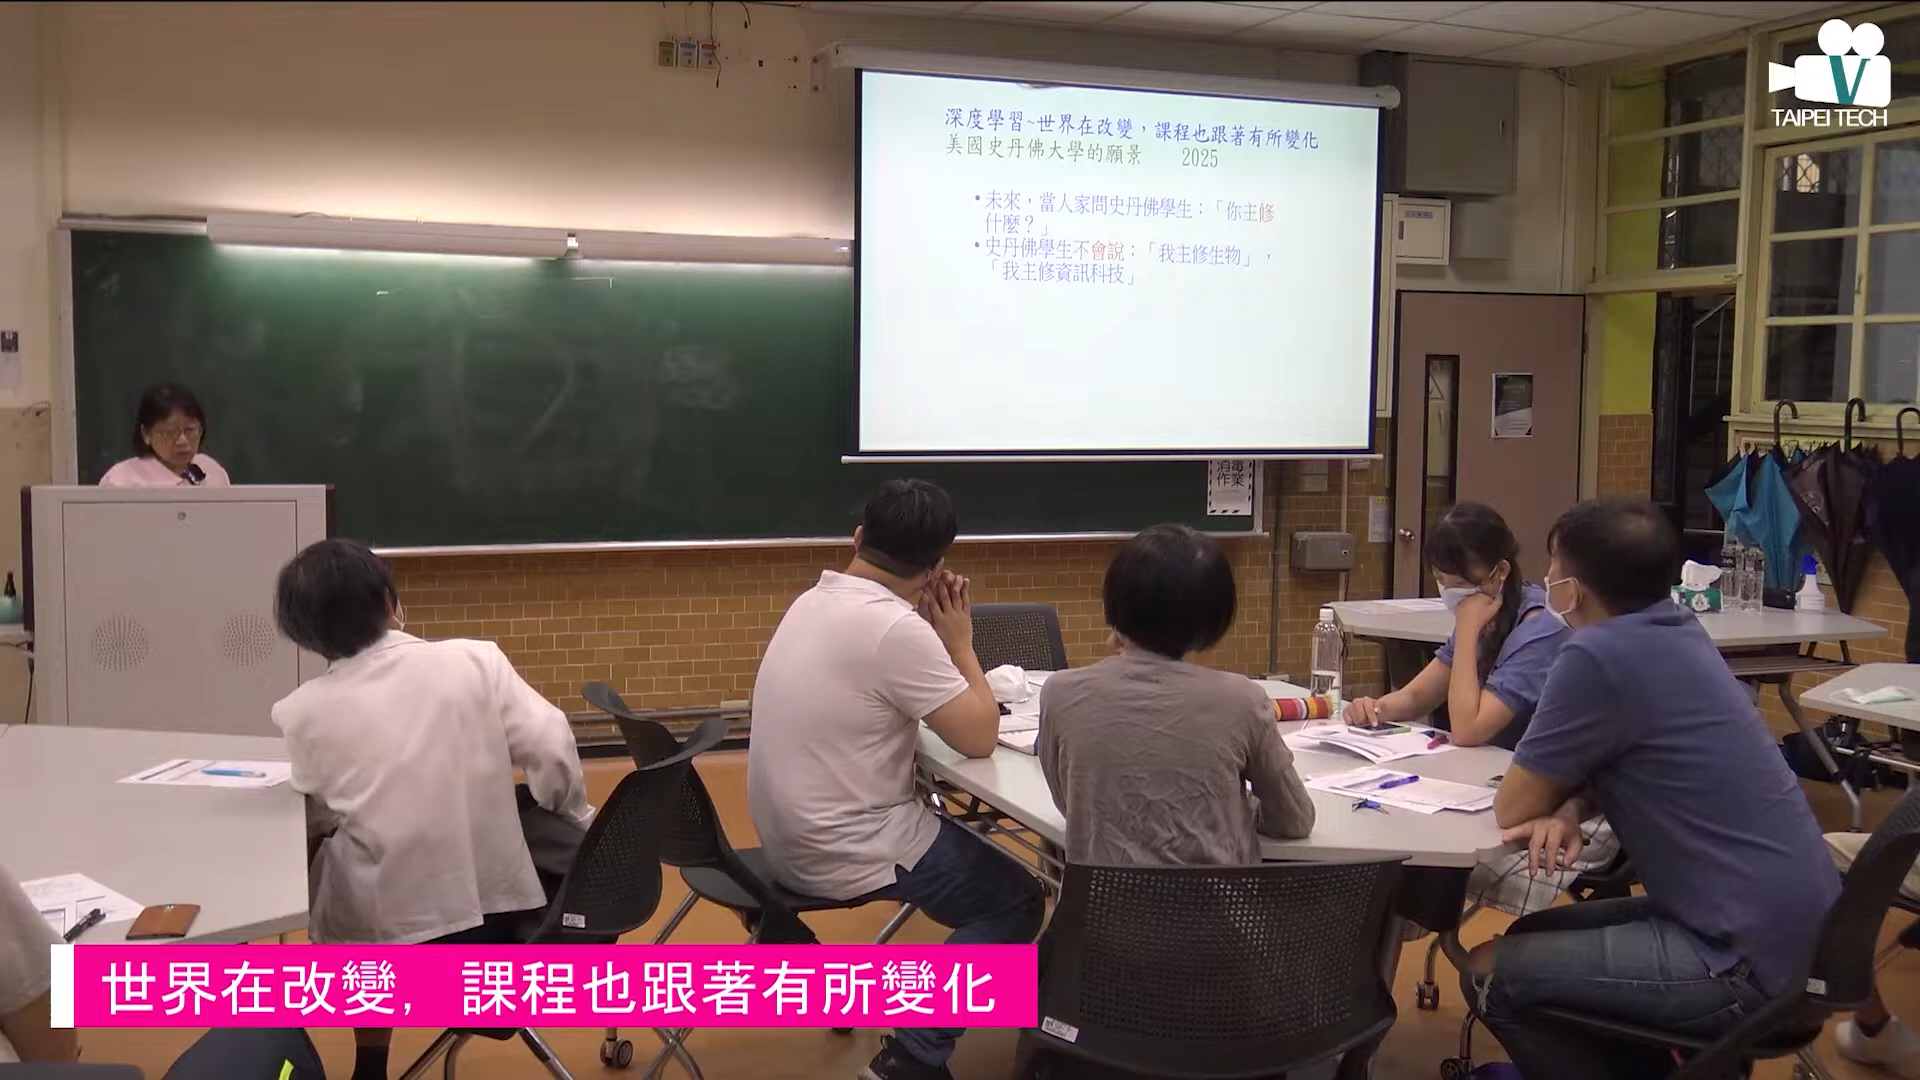 TAIPEI TECH
深度學習~世界在改變，課程也跟著有所變化
美國史丹佛大學的願景 2025
•未來，當人家問史丹佛學生：「你主修
什麼？」
•史丹佛學生不會說：「我主修生物」，
「我主修資訊科技」
消毒
作業
世界在改變，課程也跟著有所變化